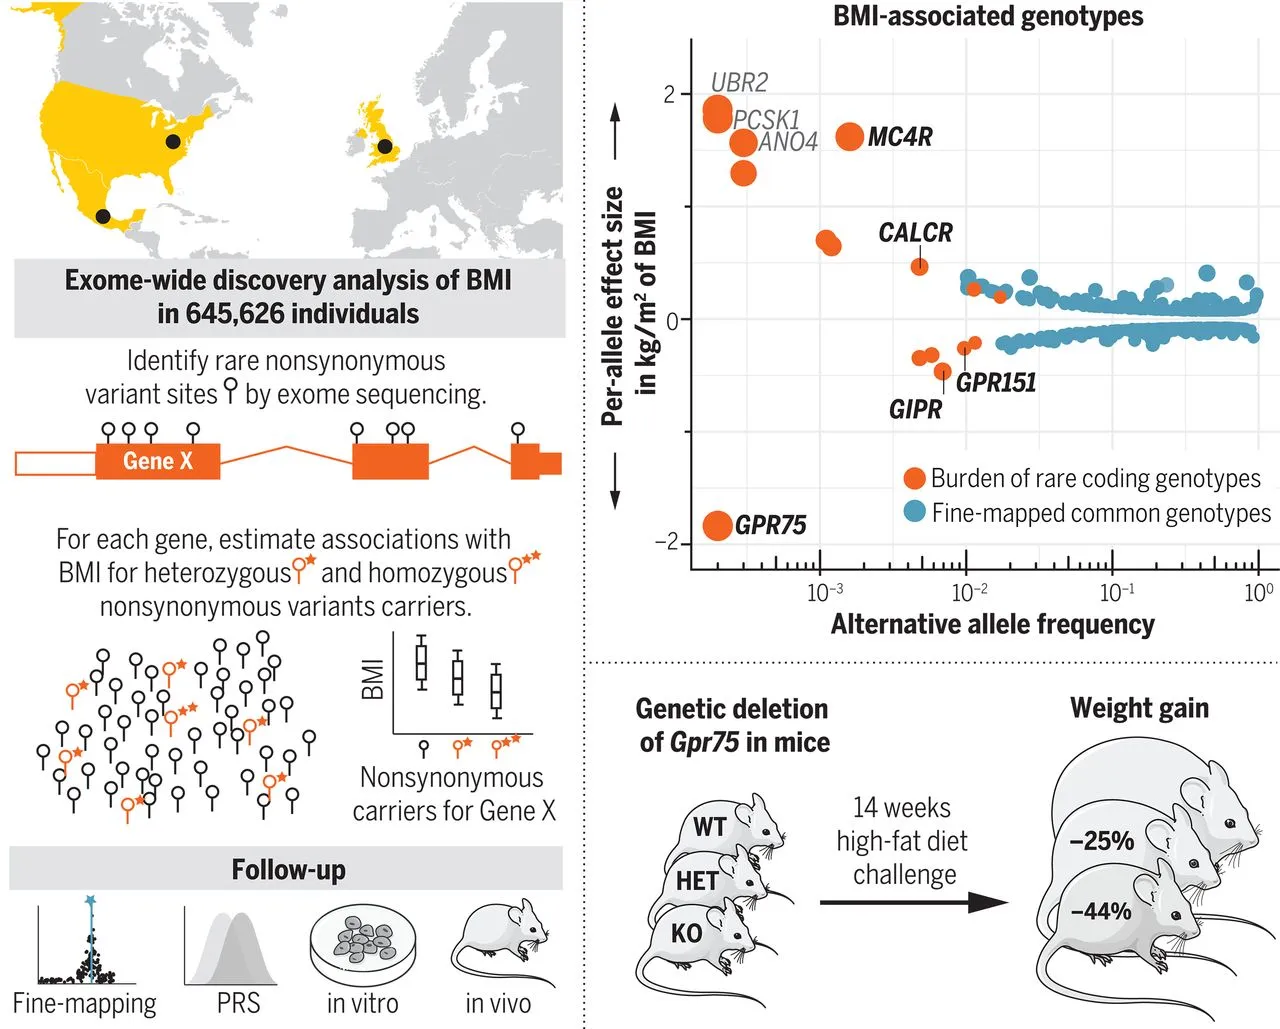 Exome-wide discovery analysis of BMI
in 645,626 individuals
Identify rare nonsynonymous
variant sites by exome sequencing.
Gene X
For each gene, estimate associations with
BMI for heterozygous and homozygous
nonsynonymous variants carriers.
BMI
Nonsynonymous
carriers for Gene X
Follow-up
Fine-mapping
PRS
in vitro
in vivo
BMI-associated genotypes
Per-allele effect size
in kg/m² of BMI
2
0
−2
UBR2
PCSK1
ANO4
MC4R
CALCR
GPR151
GIPR
GPR75
Burden of rare coding genotypes
Fine-mapped common genotypes
10⁻³
10⁻²
10⁻¹
10⁰
Alternative allele frequency
Genetic deletion
of Gpr75 in mice
WT
HET
KO
14 weeks
high-fat diet
challenge
Weight gain
−25%
−44%